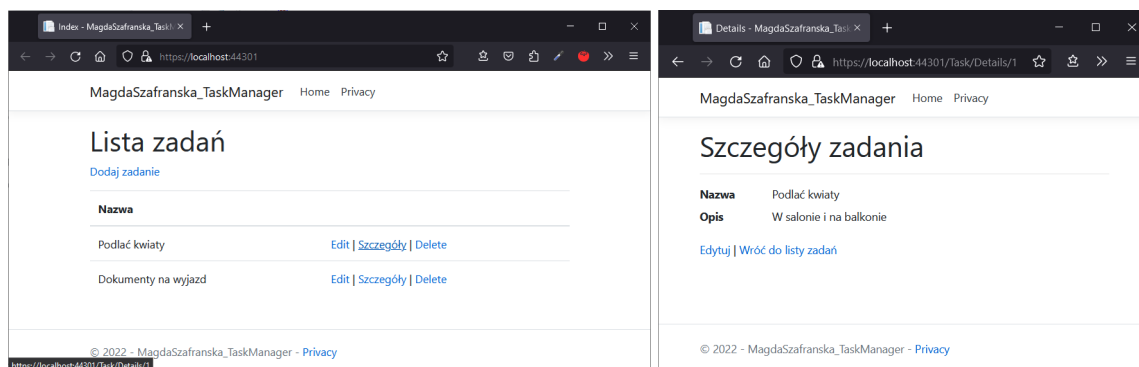 Index - MagdaSzafranska_Task
https://localhost:44301
MagdaSzafranska_TaskManager Home Privacy
Lista zadań
Dodaj zadanie
Nazwa
Podlać kwiaty Edit | Szczegóły | Delete
Dokumenty na wyjazd Edit | Szczegóły | Delete
© 2022 - MagdaSzafranska_TaskManager - Privacy
https://localhost:44301/Task/Details/1
Details - MagdaSzafranska_Task
https://localhost:44301/Task/Details/1
MagdaSzafranska_TaskManager Home Privacy
Szczegóły zadania
Nazwa Podlać kwiaty
Opis W salonie i na balkonie
Edytuj | Wróć do listy zadań
© 2022 - MagdaSzafranska_TaskManager - Privacy